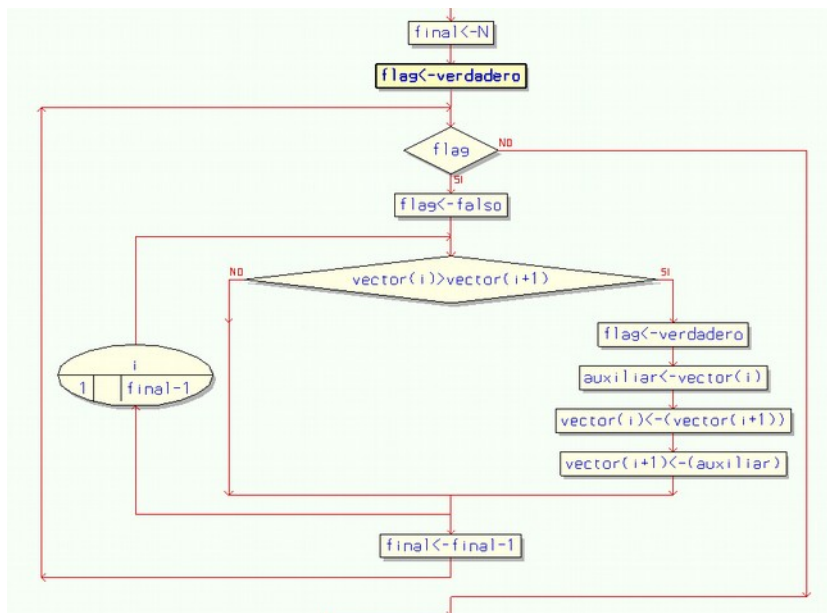 final<-N
flag<-verdadero
flag
NO
SI
flag<-falso
NO
vector(i)>vector(i+1)
SI
flag<-verdadero
i
1
final-1
auxiliar<-vector(i)
vector(i)<-(vector(i+1))
vector(i+1)<-(auxiliar)
final<-final-1